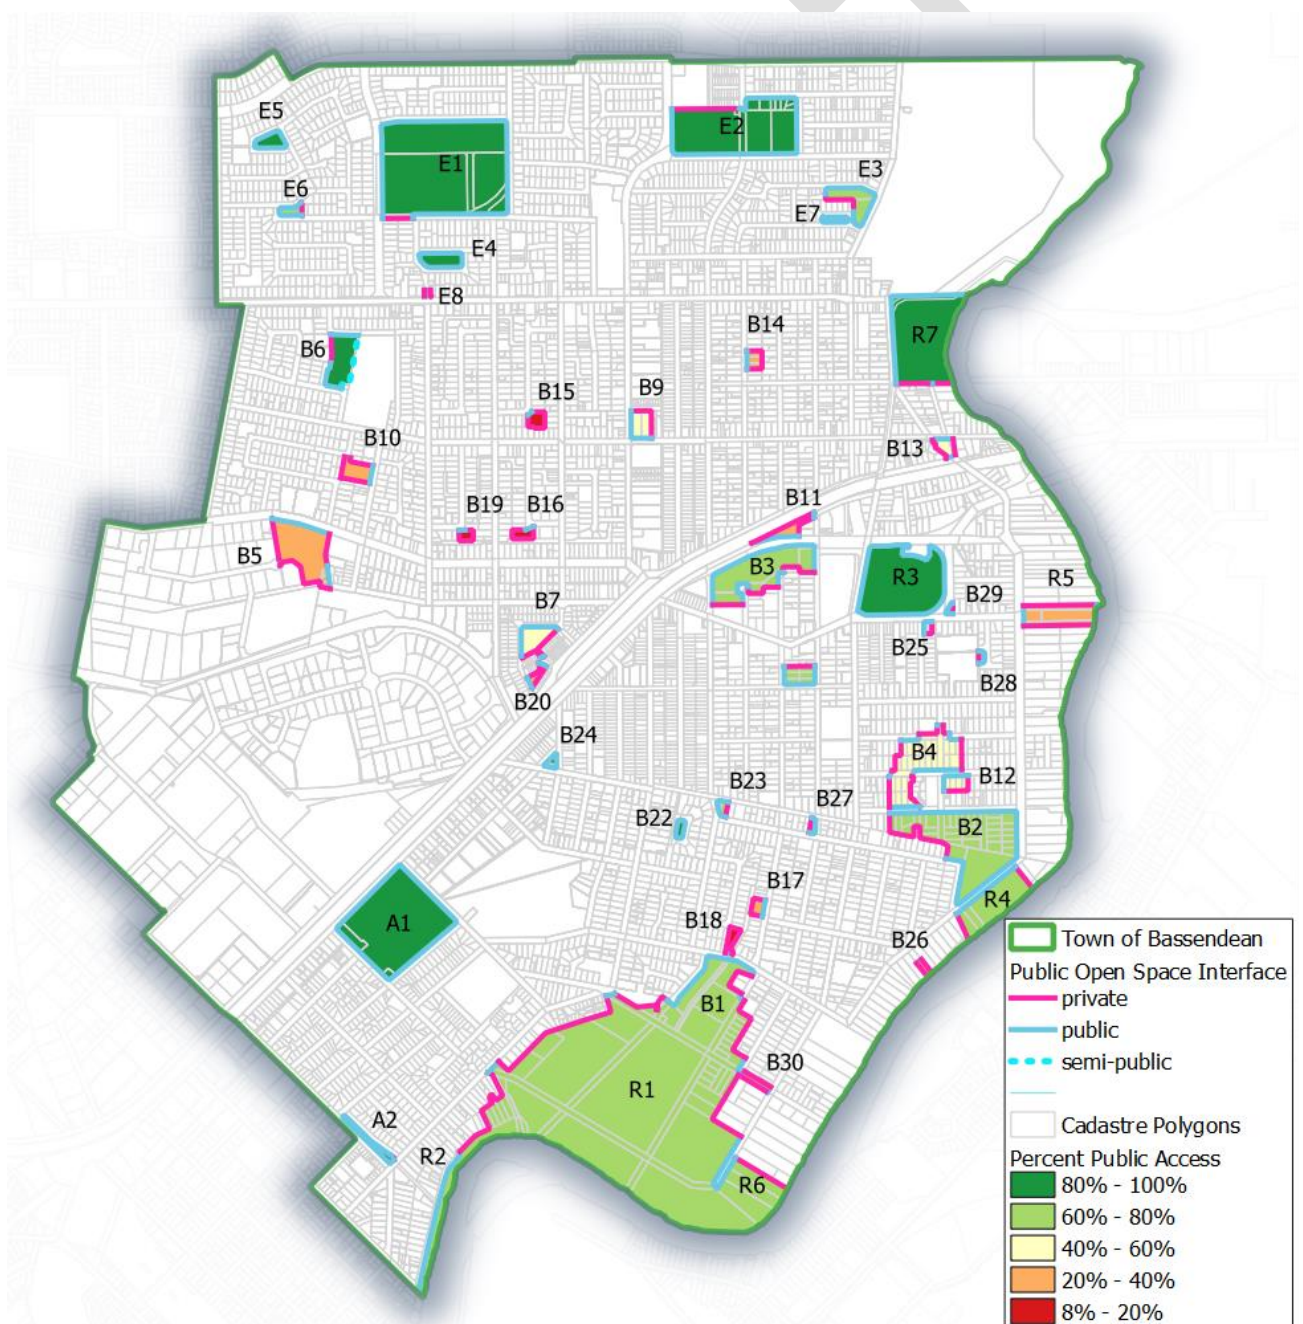 E5
E2
E1
E3
E6
E7
E4
E8
B14
R7
B6
B15
B9
B10
B13
B19
B16
B11
B5
B3
R3
R5
B29
B7
B25
B28
B20
B24
B4
B12
B23
B27
B22
B2
B17
A1
B18
R4
B26
B1
B30
R1
A2
R2
R6
Town of Bassendean
Public Open Space Interface
private
public
semi-public
Cadastre Polygons
Percent Public Access
80% - 100%
60% - 80%
40% - 60%
20% - 40%
8% - 20%